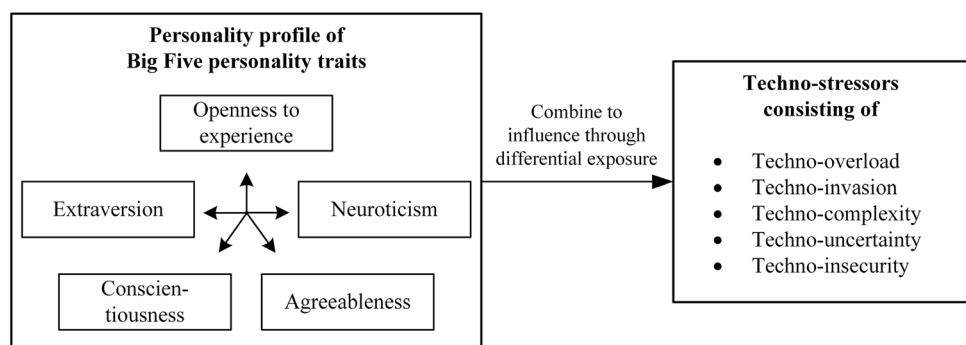 Personality profile of
Big Five personality traits
Openness to
experience
Extraversion
Neuroticism
Conscien-
tiousness
Agreeableness
Combine to
influence through
differential exposure
Techno-stressors
consisting of
• Techno-overload
• Techno-invasion
• Techno-complexity
• Techno-uncertainty
• Techno-insecurity